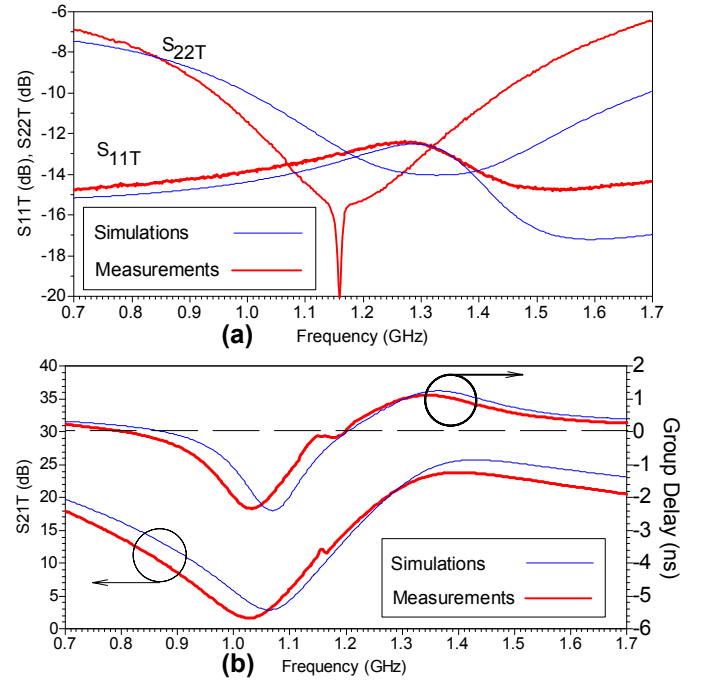 -6
-8
-10
-12
-14
-16
-18
-20
S11T (dB), S22T (dB)
S22T
S11T
Simulations
Measurements
0.7 0.8 0.9 1.0 1.1 1.2 1.3 1.4 1.5 1.6 1.7
(a) Frequency (GHz)
40
35
30
25
20
15
10
5
0
S21T (dB)
2
1
0
-1
-2
-3
-4
-5
-6
Group Delay (ns)
Simulations
Measurements
0.7 0.8 0.9 1.0 1.1 1.2 1.3 1.4 1.5 1.6 1.7
(b) Frequency (GHz)